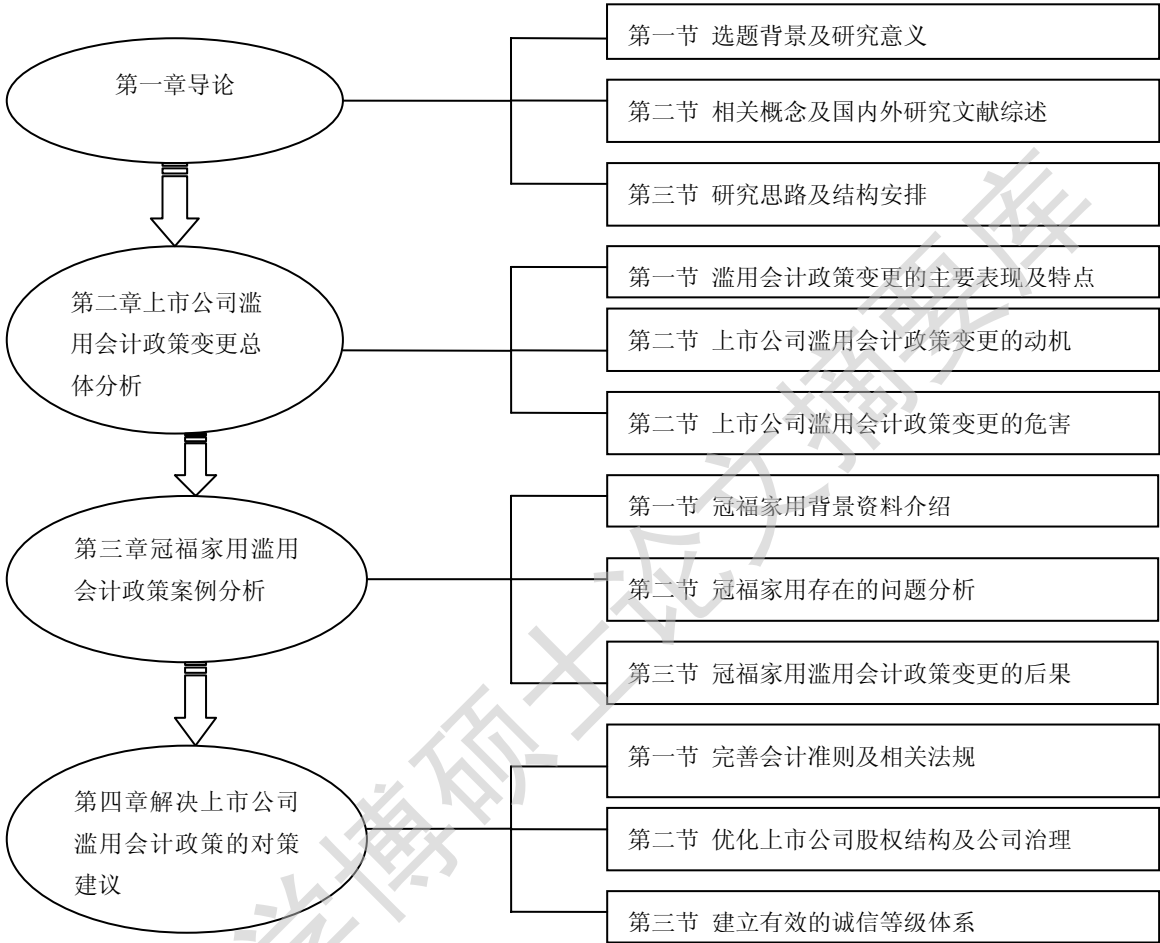 第一章导论
第一节 选题背景及研究意义
第二节 相关概念及国内外研究文献综述
第三节 研究思路及结构安排
第二章上市公司滥
用会计政策变更总
体分析
第一节 滥用会计政策变更的主要表现及特点
第二节 上市公司滥用会计政策变更的动机
第二节 上市公司滥用会计政策变更的危害
第三章冠福家用滥用
会计政策案例分析
第一节 冠福家用背景资料介绍
第二节 冠福家用存在的问题分析
第三节 冠福家用滥用会计政策变更的后果
第四章解决上市公司
滥用会计政策的对策
建议
第一节 完善会计准则及相关法规
第二节 优化上市公司股权结构及公司治理
第三节 建立有效的诚信等级体系
学博硕士论文摘要库